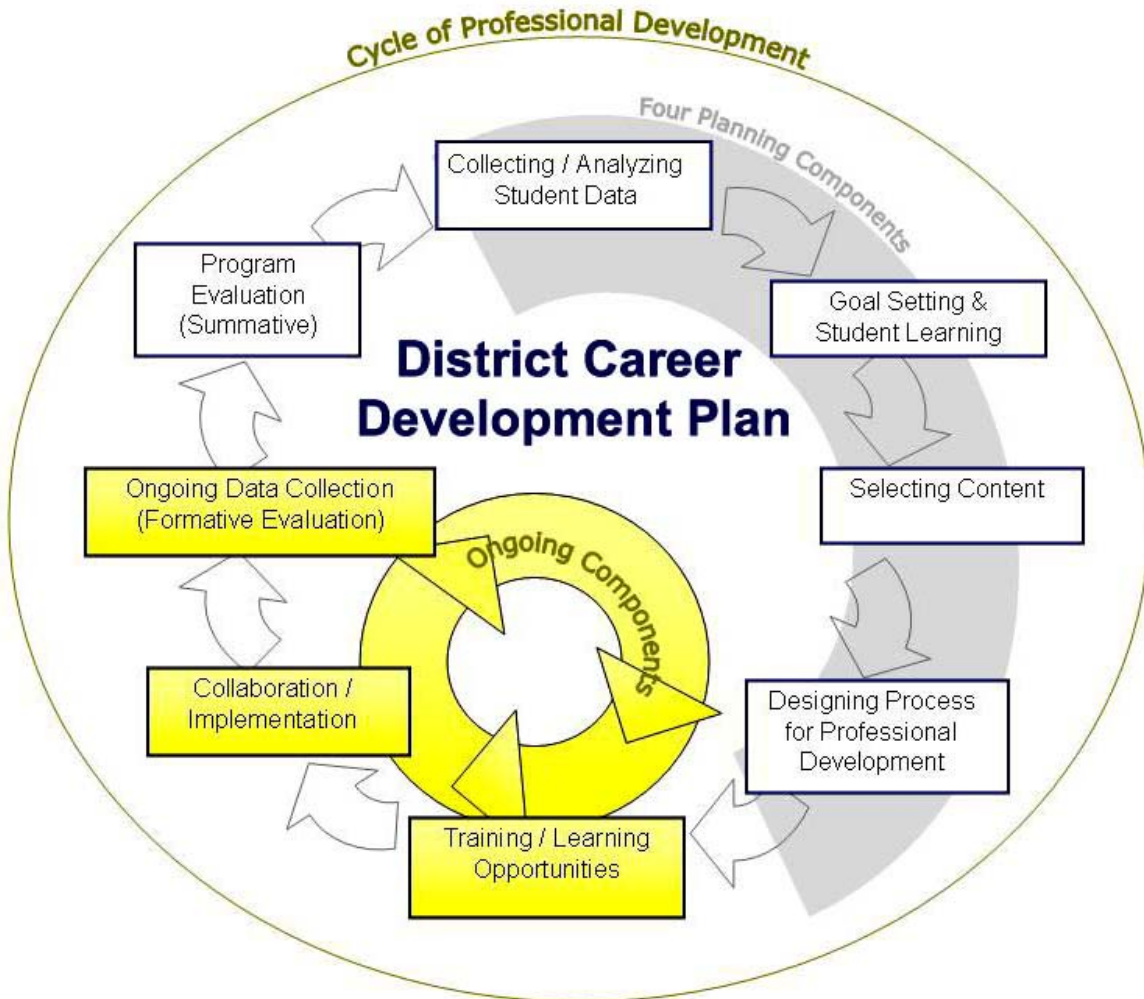 Cycle of Professional Development
Four Planning Components
Collecting / Analyzing
Student Data
Goal Setting &
Student Learning
Selecting Content
Designing Process
for Professional
Development
Training / Learning
Opportunities
Collaboration /
Implementation
Ongoing Data Collection
(Formative Evaluation)
Program
Evaluation
(Summative)
District Career
Development Plan
Ongoing Components